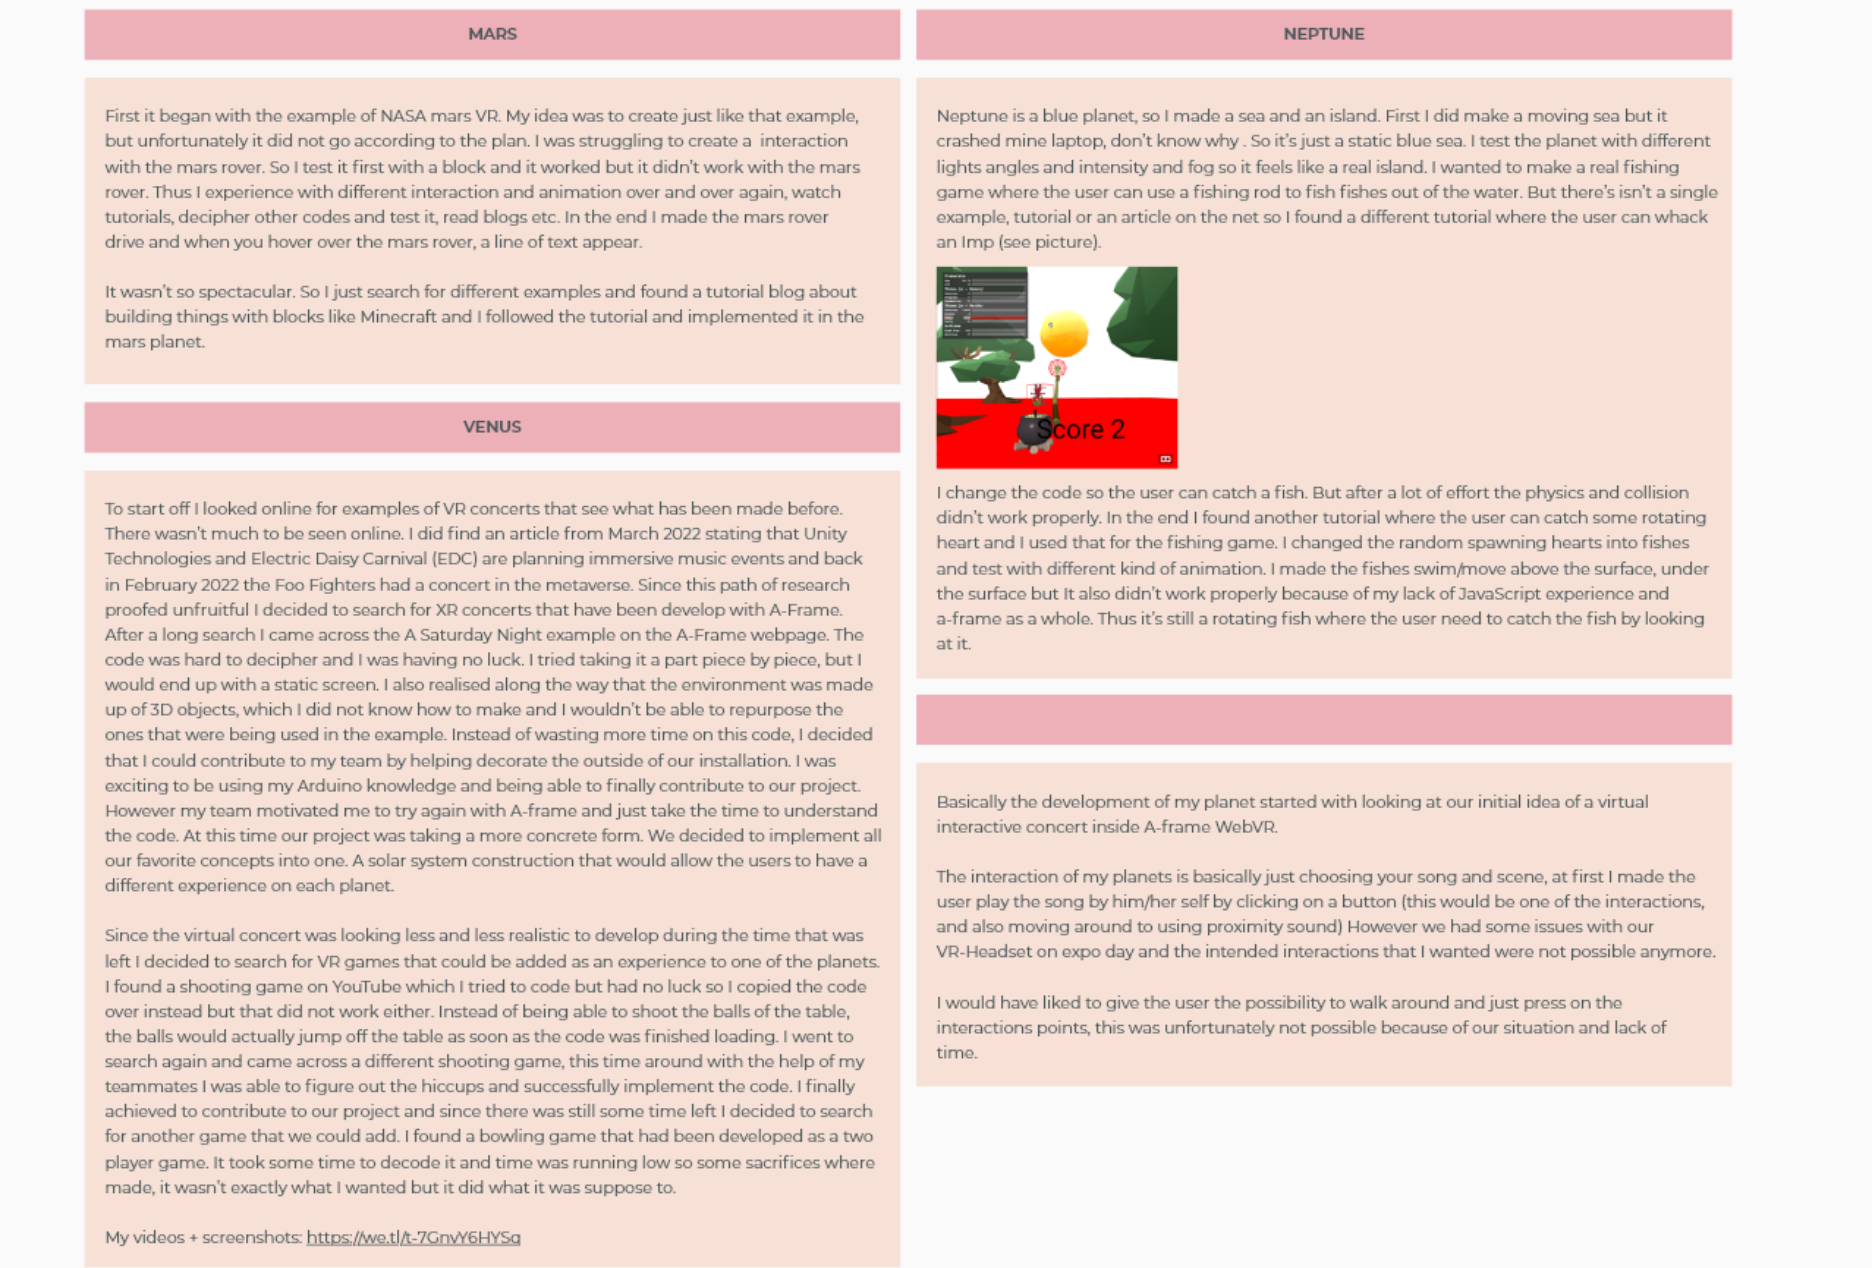 MARS
First it began with the example of NASA mars VR. My idea was to create just like that example,
but unfortunately it did not go according to the plan. I was struggling to create a  interaction
with the mars rover. So I test it first with a block and it worked but it didn't work with the mars
rover. Thus I experience with different interaction and animation over and over again, watch
tutorials, decipher other codes and test it, read blogs etc. In the end I made the mars rover
drive and when you hover over the mars rover, a line of text appear.
It wasn't so spectacular. So I just search for different examples and found a tutorial blog about
building things with blocks like Minecraft and I followed the tutorial and implemented it in the
mars planet.
VENUS
To start off I looked online for examples of VR concerts that see what has been made before.
There wasn't much to be seen online. I did find an article from March 2022 stating that Unity
Technologies and Electric Daisy Carnival (EDC) are planning immersive music events and back
in February 2022 the Foo Fighters had a concert in the metaverse. Since this path of research
proofed unfruitful I decided to search for XR concerts that have been develop with A-Frame.
After a long search I came across the A Saturday Night example on the A-Frame webpage. The
code was hard to decipher and I was having no luck. I tried taking it a part piece by piece, but I
would end up with a static screen. I also realised along the way that the environment was made
up of 3D objects, which I did not know how to make and I wouldn't be able to repurpose the
ones that were being used in the example. Instead of wasting more time on this code, I decided
that I could contribute to my team by helping decorate the outside of our installation. I was
exciting to be using my Arduino knowledge and being able to finally contribute to our project.
However my team motivated me to try again with A-frame and just take the time to understand
the code. At this time our project was taking a more concrete form. We decided to implement all
our favorite concepts into one. A solar system construction that would allow the users to have a
different experience on each planet.
Since the virtual concert was looking less and less realistic to develop during the time that was
left I decided to search for VR games that could be added as an experience to one of the planets.
I found a shooting game on YouTube which I tried to code but had no luck so I copied the code
over instead but that did not work either. Instead of being able to shoot the balls of the table,
the balls would actually jump off the table as soon as the code was finished loading. I went to
search again and came across a different shooting game, this time around with the help of my
teammates I was able to figure out the hiccups and successfully implement the code. I finally
achieved to contribute to our project and since there was still some time left I decided to search
for another game that we could add. I found a bowling game that had been developed as a two
player game. It took some time to decode it and time was running low so some sacrifices where
made, it wasn't exactly what I wanted but it did what it was suppose to.
My videos + screenshots: https://we.tl/t-7GnvY6HYSq
NEPTUNE
Neptune is a blue planet, so I made a sea and an island. First I did make a moving sea but it
crashed mine laptop, don't know why . So it's just a static blue sea. I test the planet with different
lights angles and intensity and fog so it feels like a real island. I wanted to make a real fishing
game where the user can use a fishing rod to fish fishes out of the water. But there's isn't a single
example, tutorial or an article on the net so I found a different tutorial where the user can whack
an Imp (see picture).
Score 2
I change the code so the user can catch a fish. But after a lot of effort the physics and collision
didn't work properly. In the end I found another tutorial where the user can catch some rotating
heart and I used that for the fishing game. I changed the random spawning hearts into fishes
and test with different kind of animation. I made the fishes swim/move above the surface, under
the surface but It also didn't work properly because of my lack of JavaScript experience and
a-frame as a whole. Thus it's still a rotating fish where the user need to catch the fish by looking
at it.
Basically the development of my planet started with looking at our initial idea of a virtual
interactive concert inside A-frame WebVR.
The interaction of my planets is basically just choosing your song and scene, at first I made the
user play the song by him/her self by clicking on a button (this would be one of the interactions,
and also moving around to using proximity sound) However we had some issues with our
VR-Headset on expo day and the intended interactions that I wanted were not possible anymore.
I would have liked to give the user the possibility to walk around and just press on the
interactions points, this was unfortunately not possible because of our situation and lack of
time.